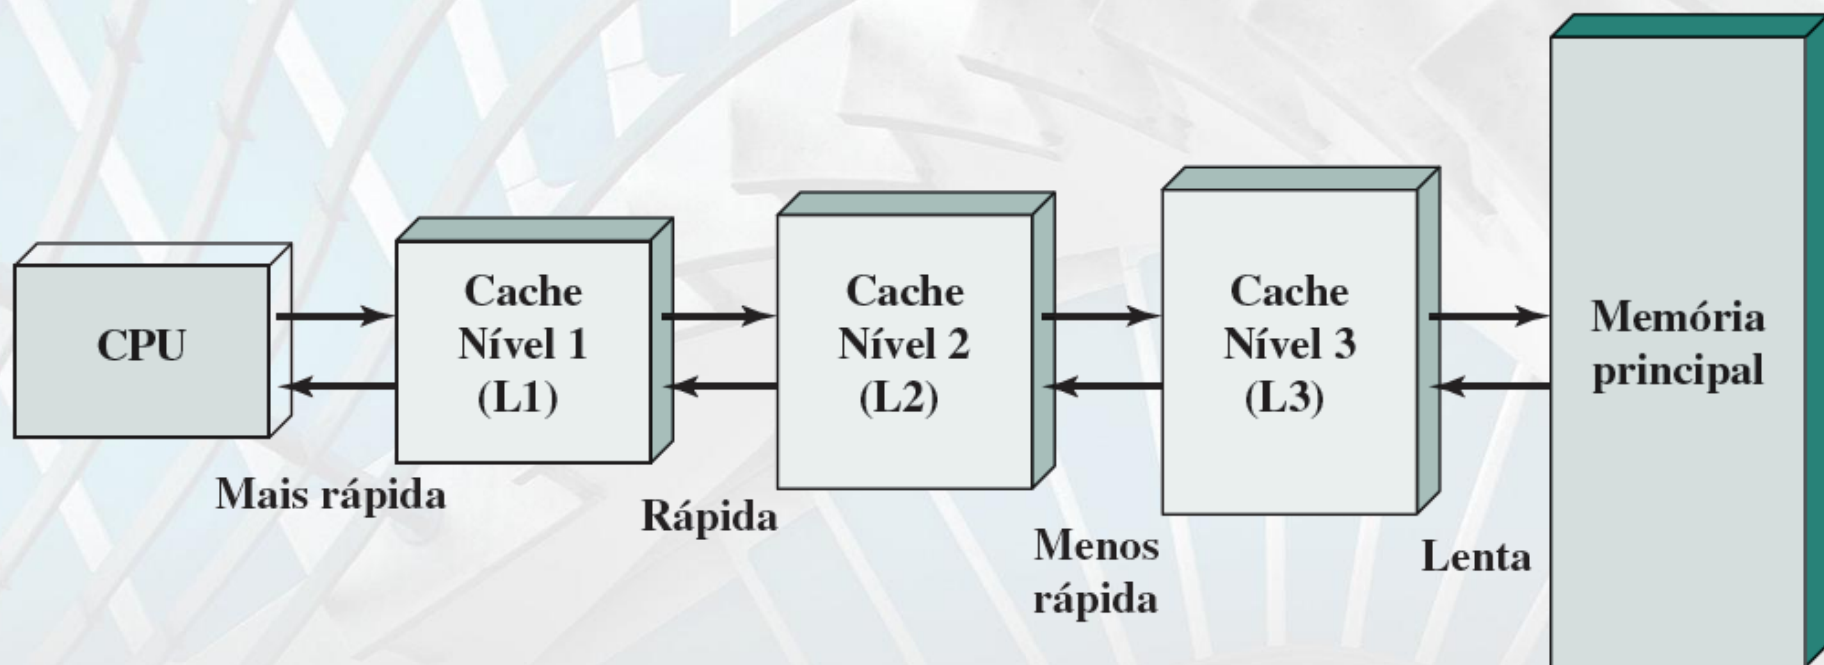 CPU
Cache
Nível 1
(L1)
Cache
Nível 2
(L2)
Cache
Nível 3
(L3)
Memória
principal
Mais rápida
Rápida
Menos
rápida
Lenta